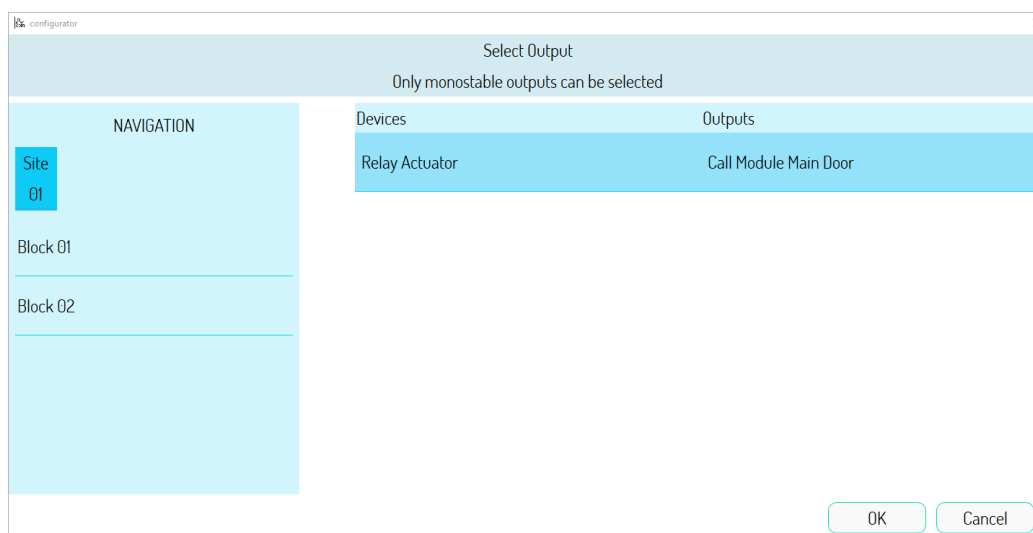 configurator
Select Output
Only monostable outputs can be selected
NAVIGATION
Site
01
Block 01
Block 02
Devices Outputs
Relay Actuator Call Module Main Door
OK Cancel